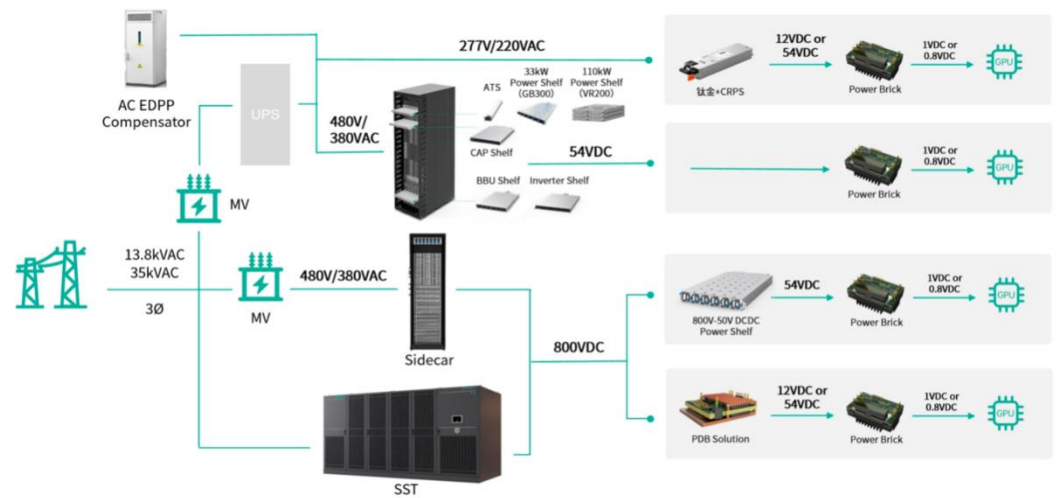 AC EDPP
Compensator
UPS
277V/220VAC
480V/
380VAC
ATS
33kW
Power Shelf
(GB300)
110kW
Power Shelf
(VR200)
CAP Shelf
54VDC
BBU Shelf
Inverter Shelf
MV
13.8kVAC
35kVAC
3Ø
MV
480V/380VAC
Sidecar
800VDC
SST
钛金+CRPS
12VDC or
54VDC
Power Brick
1VDC or
0.8VDC
GPU
Power Brick
1VDC or
0.8VDC
GPU
800V-50V DCDC
Power Shelf
54VDC
Power Brick
1VDC or
0.8VDC
GPU
PDB Solution
12VDC or
54VDC
Power Brick
1VDC or
0.8VDC
GPU